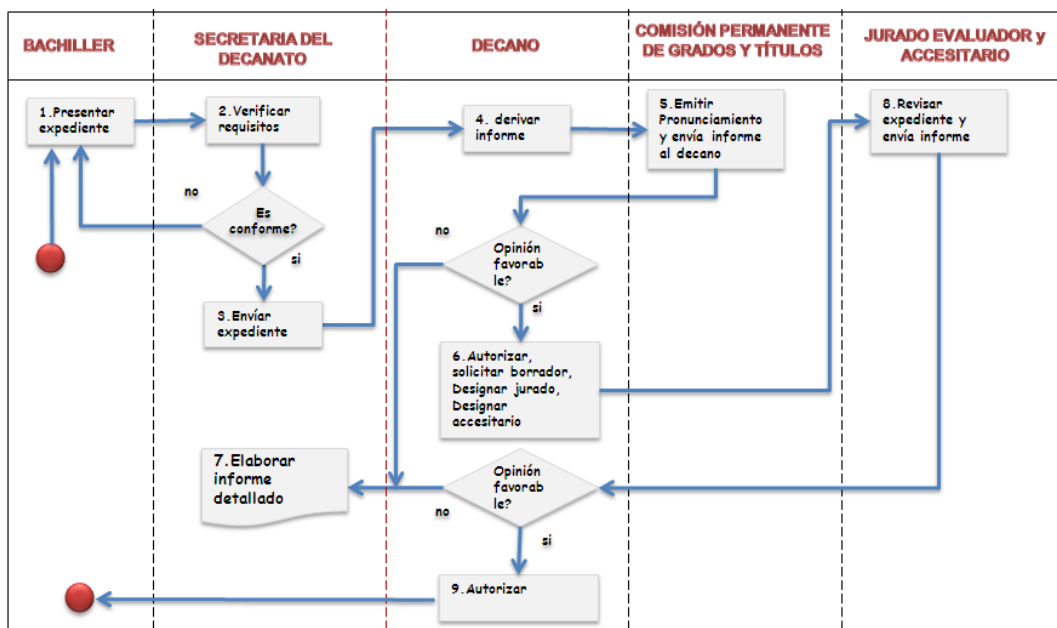 BACHILLER
SECRETARIA DEL
DECANATO
DECANO
COMISIÓN PERMANENTE
DE GRADOS Y TÍTULOS
JURADO EVALUADOR y
ACCESITARIO
1.Presentar
expediente
2.Verificar
requisitos
4. derivar
informe
5.Emitir
Pronunciamiento
y envía informe
al decano
8.Revisar
expediente y
envía informe
no
Es
conforme?
si
3.Envíar
expediente
no
Opinión
favorab
le?
si
6.Autorizar,
solicitar borrador,
Designar jurado,
Designar
accesitario
7.Elaborar
informe
detallado
Opinión
favorab
le?
no
si
9.Autorizar